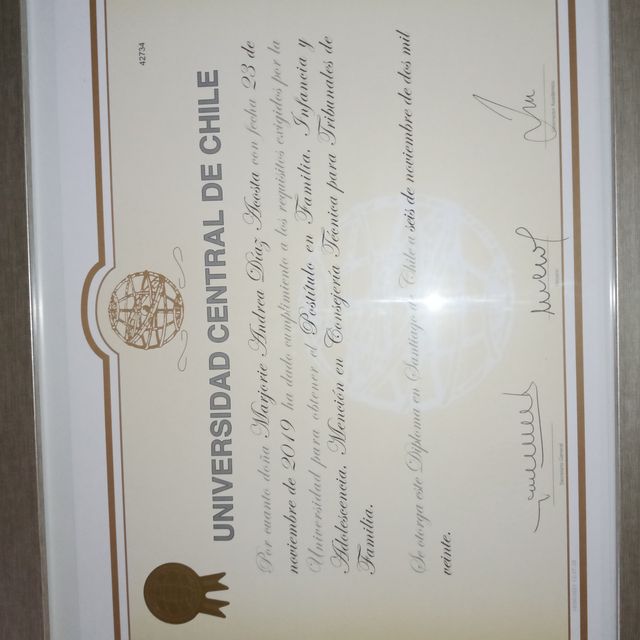 42734
UNIVERSIDAD CENTRAL DE CHILE
Por cuanto doña Marjorie Andrea Díaz Acosta con fecha 23 de
noviembre de 2019 ha dado cumplimiento a los requisitos exigidos por la
Universidad para obtener el Postítulo en Familia, Infancia y
Adolescencia, Mención en Consejería Técnica para Tribunales de
Familia.
Se otorga este Diploma en Santiago de Chile a seis de noviembre de dos mil
veinte.
Secretario General
Rector